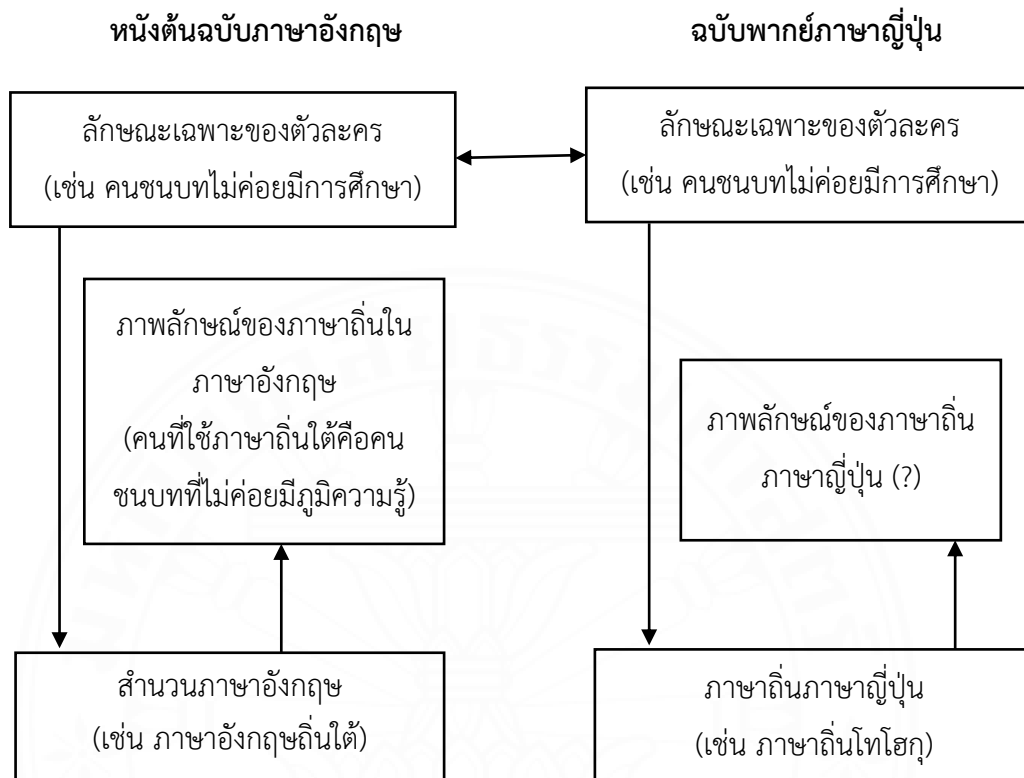 หนังต้นฉบับภาษาอังกฤษ
ฉบับพากย์ภาษาญี่ปุ่น
ลักษณะเฉพาะของตัวละคร
(เช่น คนชนบทไม่ค่อยมีการศึกษา)
ลักษณะเฉพาะของตัวละคร
(เช่น คนชนบทไม่ค่อยมีการศึกษา)
ภาพลักษณ์ของภาษาถิ่นใน
ภาษาอังกฤษ
(คนที่ใช้ภาษาถิ่นใต้คือคน
ชนบทที่ไม่ค่อยมีภูมิความรู้)
ภาพลักษณ์ของภาษาถิ่น
ภาษาญี่ปุ่น (?)
สำนวนภาษาอังกฤษ
(เช่น ภาษาอังกฤษถิ่นใต้)
ภาษาถิ่นภาษาญี่ปุ่น
(เช่น ภาษาถิ่นโทโฮกุ)